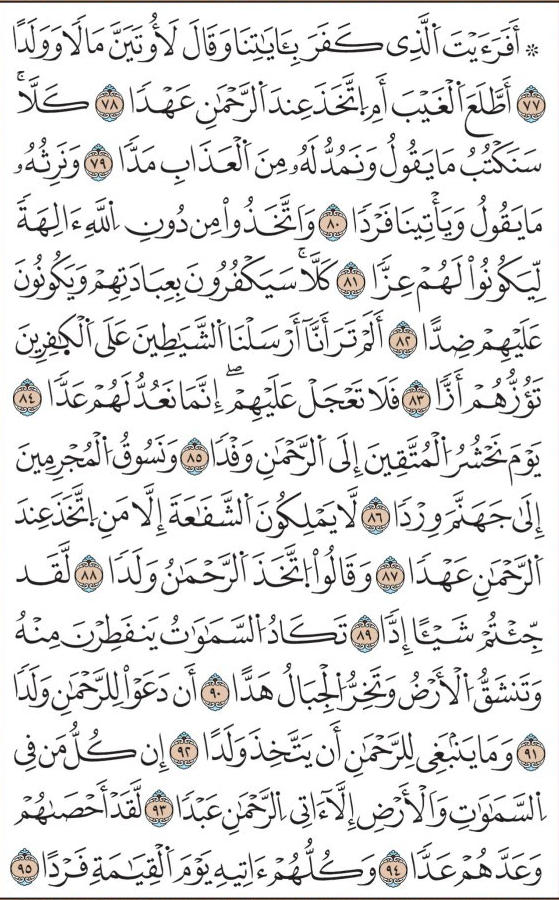 * أَفَرَءَيْتَ ٱلَّذِى كَفَرَ بِـَٔايَٰتِنَا وَقَالَ لَأُوتَيَنَّ مَالًا وَوَلَدًا
٧٧ أَطَّلَعَ ٱلْغَيْبَ أَمِ ٱتَّخَذَ عِندَ ٱلرَّحْمَٰنِ عَهْدًا ٧٨ كَلَّاۚ
سَنَكْتُبُ مَا يَقُولُ وَنَمُدُّ لَهُۥ مِنَ ٱلْعَذَابِ مَدًّا ٧٩ وَنَرِثُهُۥ
مَا يَقُولُ وَيَأْتِينَا فَرْدًا ٨٠ وَٱتَّخَذُوا۟ مِن دُونِ ٱللَّهِ ءَالِهَةً
لِّيَكُونُوا۟ لَهُمْ عِزًّا ٨١ كَلَّاۚ سَيَكْفُرُونَ بِعِبَادَتِهِمْ وَيَكُونُونَ
عَلَيْهِمْ ضِدًّا ٨٢ أَلَمْ تَرَ أَنَّآ أَرْسَلْنَا ٱلشَّيَٰطِينَ عَلَى ٱلْكَٰفِرِينَ
تَؤُزُّهُمْ أَزًّا ٨٣ فَلَا تَعْجَلْ عَلَيْهِمْۖ إِنَّمَا نَعُدُّ لَهُمْ عَدًّا ٨٤
يَوْمَ نَحْشُرُ ٱلْمُتَّقِينَ إِلَى ٱلرَّحْمَٰنِ وَفْدًا ٨٥ وَنَسُوقُ ٱلْمُجْرِمِينَ
إِلَىٰ جَهَنَّمَ وِرْدًا ٨٦ لَّا يَمْلِكُونَ ٱلشَّفَٰعَةَ إِلَّا مَنِ ٱتَّخَذَ عِندَ
ٱلرَّحْمَٰنِ عَهْدًا ٨٧ وَقَالُوا۟ ٱتَّخَذَ ٱلرَّحْمَٰنُ وَلَدًا ٨٨ لَّقَدْ
جِئْتُمْ شَيْـًٔا إِدًّا ٨٩ تَكَادُ ٱلسَّمَٰوَٰتُ يَنفَطِرْنَ مِنْهُ
وَتَنشَقُّ ٱلْأَرْضُ وَتَخِرُّ ٱلْجِبَالُ هَدًّا ٩٠ أَن دَعَوْا۟ لِلرَّحْمَٰنِ وَلَدًا
٩١ وَمَا يَنۢبَغِى لِلرَّحْمَٰنِ أَن يَتَّخِذَ وَلَدًا ٩٢ إِن كُلُّ مَن فِى
ٱلسَّمَٰوَٰتِ وَٱلْأَرْضِ إِلَّآ ءَاتِى ٱلرَّحْمَٰنِ عَبْدًا ٩٣ لَّقَدْ أَحْصَىٰهُمْ
وَعَدَّهُمْ عَدًّا ٩٤ وَكُلُّهُمْ ءَاتِيهِ يَوْمَ ٱلْقِيَٰمَةِ فَرْدًا ٩٥